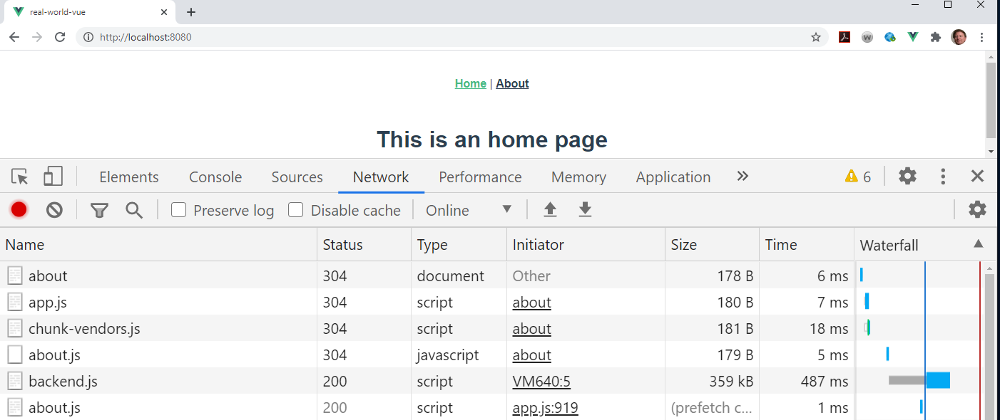 real-world-vue
http://localhost:8080
Home | About
This is an home page
Elements Console Sources Network Performance Memory Application 6
Preserve log Disable cache Online
Name Status Type Initiator Size Time Waterfall
about 304 document Other 178 B 6 ms
app.js 304 script about 180 B 7 ms
chunk-vendors.js 304 script about 181 B 18 ms
about.js 304 javascript about 179 B 5 ms
backend.js 200 script VM640:5 359 kB 487 ms
about.js 200 script app.js:919 (prefetch c... 1 ms